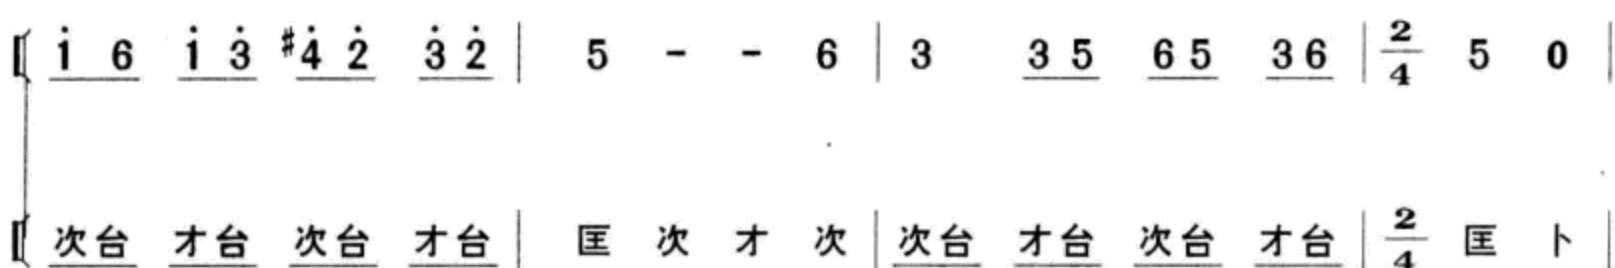 i̇ 6 i̇ 3̇ #4̇ 2̇ 3̇ 2̇ | 5 - - 6 | 3 3 5 6 5 3 6 | 2/4 5 0 |
次台 才台 次台 才台 | 匡 次 才 次 | 次台 才台 次台 才台 | 2/4 匡 卜 |